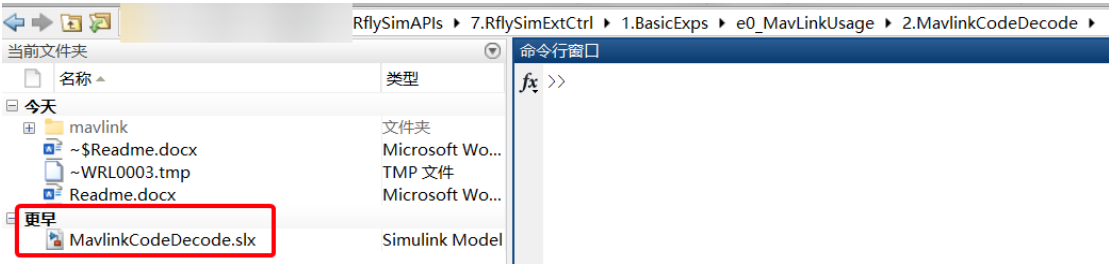 RflySimAPIs ▸ 7.RflySimExtCtrl ▸ 1.BasicExps ▸ e0_MavLinkUsage ▸ 2.MavlinkCodeDecode ▸
当前文件夹
名称 类型
今天
mavlink 文件夹
~$Readme.docx Microsoft Wo...
~WRL0003.tmp TMP 文件
Readme.docx Microsoft Wo...
更早
MavlinkCodeDecode.slx Simulink Model
命令行窗口
fx >>